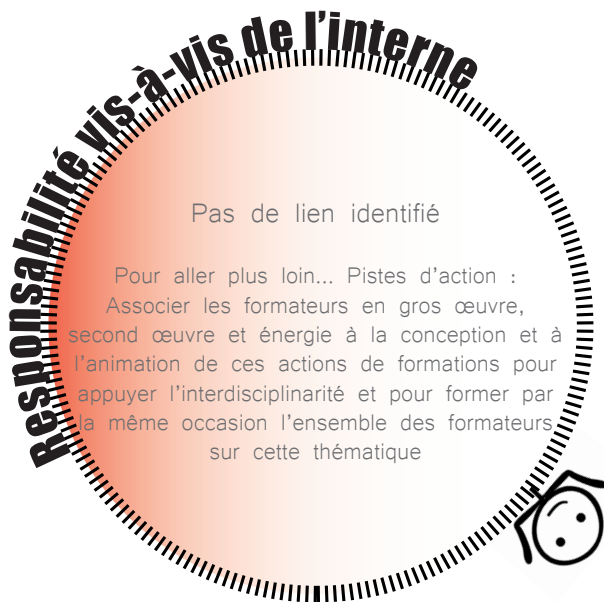 Responsabilité vis-à-vis de l'interne
Pas de lien identifié
Pour aller plus loin... Pistes d'action :
Associer les formateurs en gros œuvre,
second œuvre et énergie à la conception et à
l'animation de ces actions de formations pour
appuyer l'interdisciplinarité et pour former par
la même occasion l'ensemble des formateurs
sur cette thématique